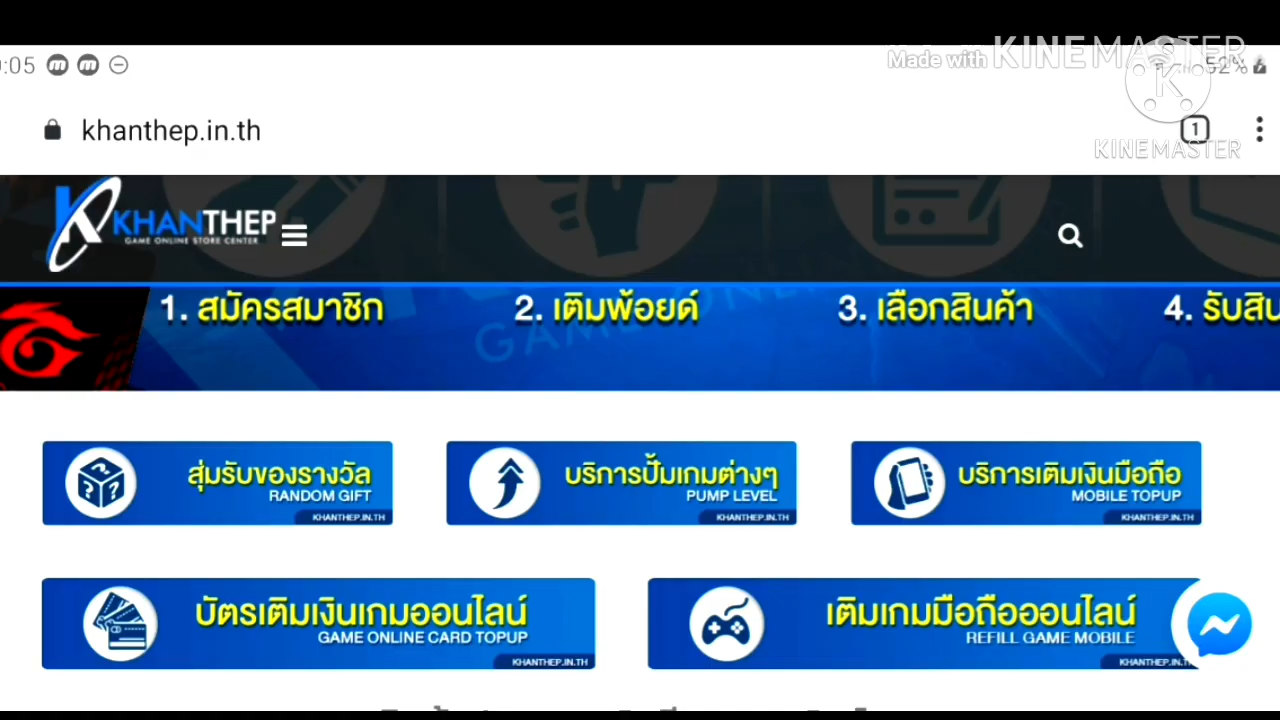 :05
Made with KINEMASTER
52%
khanthep.in.th
1
KINEMASTER
KHANTHEP
GAME ONLINE STORE CENTER
1. สมัครสมาชิก
2. เติมพ้อยด์
3. เลือกสินค้า
4. รับสิน
สุ่มรับของรางวัล
RANDOM GIFT
KHANTHEP.IN.TH
บริการปั้มเกมต่างๆ
PUMP LEVEL
KHANTHEP.IN.TH
บริการเติมเงินมือถือ
MOBILE TOPUP
KHANTHEP.IN.TH
บัตรเติมเงินเกมออนไลน์
GAME ONLINE CARD TOPUP
KHANTHEP.IN.TH
เติมเกมมือถือออนไลน์
REFILL GAME MOBILE
KHANTHEP.IN.TH